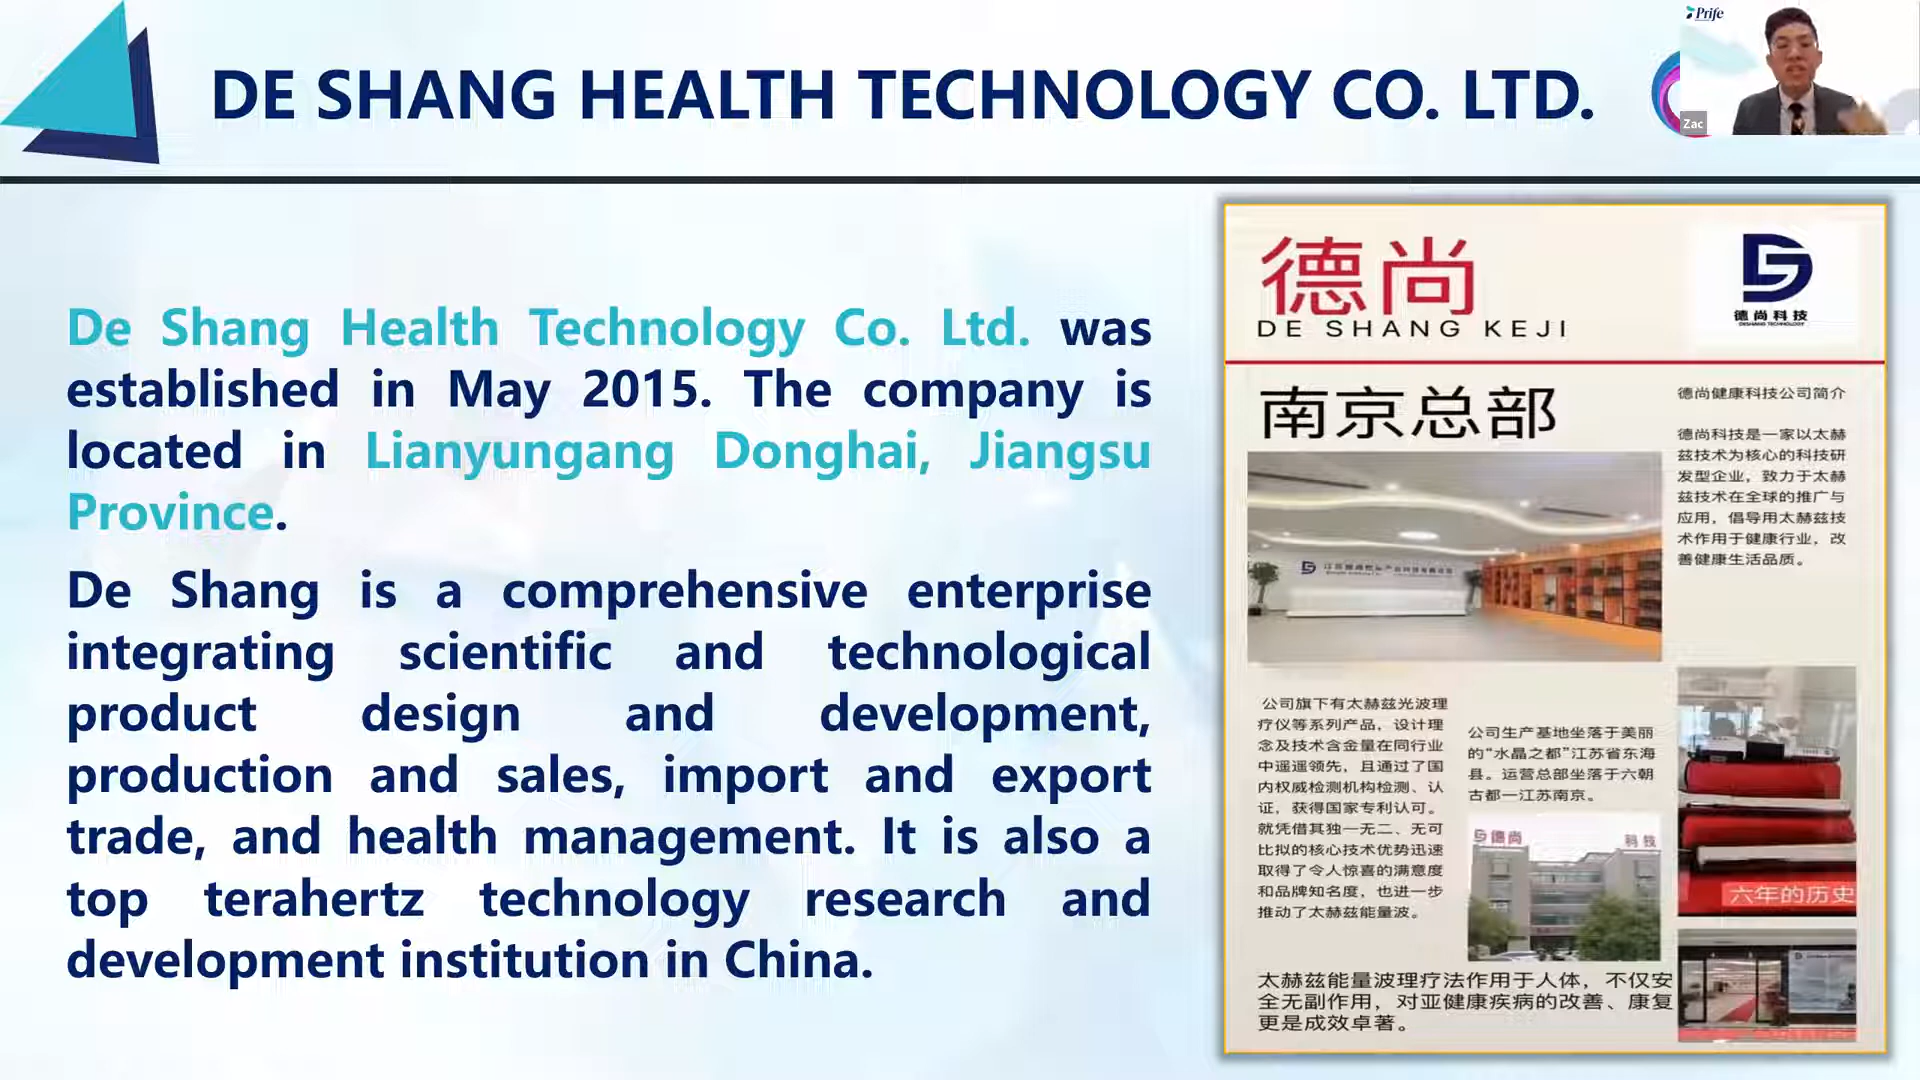 DE SHANG HEALTH TECHNOLOGY CO. LTD.
Prife
Zac
De Shang Health Technology Co. Ltd. was
established in May 2015. The company is
located in Lianyungang Donghai, Jiangsu
Province.
De Shang is a comprehensive enterprise
integrating scientific and technological
product design and development,
production and sales, import and export
trade, and health management. It is also a
top terahertz technology research and
development institution in China.
德尚
DE SHANG KEJI
德尚科技
DESHANG TECHNOLOGY
南京总部
德尚健康科技公司简介
德尚科技是一家以太赫
兹技术为核心的科技研
发型企业，致力于太赫
兹技术在全球的推广与
应用，倡导用太赫兹技
术作用于健康行业，改
善健康生活品质。
公司旗下有太赫兹光波理
疗仪等系列产品，设计理
念及技术含金量在同行业
中遥遥领先，且通过了国
内权威检测机构检测、认
证，获得国家专利认可。
就凭借其独一无二、无可
比拟的核心技术优势迅速
取得了令人惊喜的满意度
和品牌知名度，也进一步
推动了太赫兹能量波。
公司生产基地坐落于美丽
的“水晶之都”江苏省东海
县。运营总部坐落于六朝
古都一江苏南京。
德尚 科技
六年的历史
太赫兹能量波理疗法作用于人体，不仅安
全无副作用，对亚健康疾病的改善、康复
更是成效卓著。